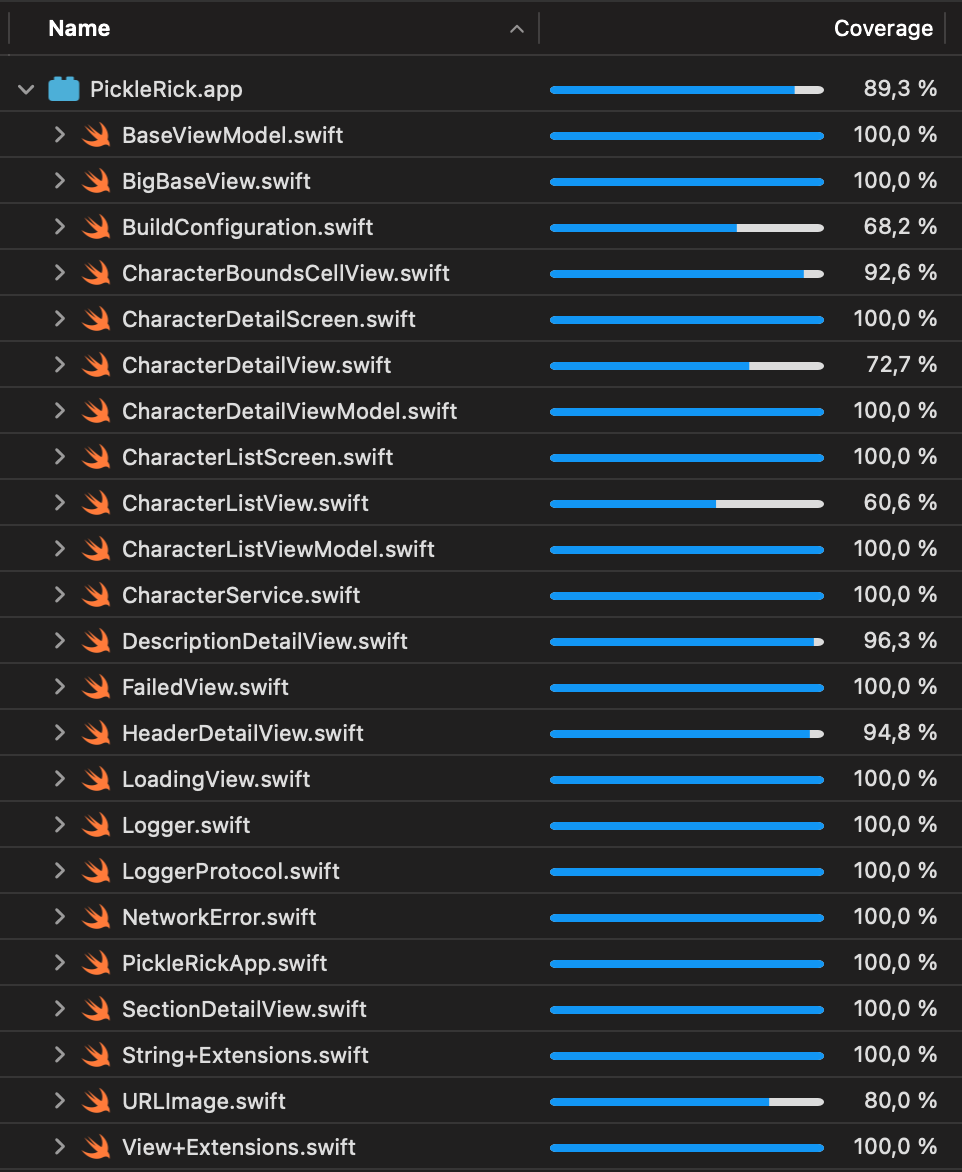 Name Coverage
PickleRick.app 89,3 %
BaseViewModel.swift 100,0 %
BigBaseView.swift 100,0 %
BuildConfiguration.swift 68,2 %
CharacterBoundsCellView.swift 92,6 %
CharacterDetailScreen.swift 100,0 %
CharacterDetailView.swift 72,7 %
CharacterDetailViewModel.swift 100,0 %
CharacterListScreen.swift 100,0 %
CharacterListView.swift 60,6 %
CharacterListViewModel.swift 100,0 %
CharacterService.swift 100,0 %
DescriptionDetailView.swift 96,3 %
FailedView.swift 100,0 %
HeaderDetailView.swift 94,8 %
LoadingView.swift 100,0 %
Logger.swift 100,0 %
LoggerProtocol.swift 100,0 %
NetworkError.swift 100,0 %
PickleRickApp.swift 100,0 %
SectionDetailView.swift 100,0 %
String+Extensions.swift 100,0 %
URLImage.swift 80,0 %
View+Extensions.swift 100,0 %